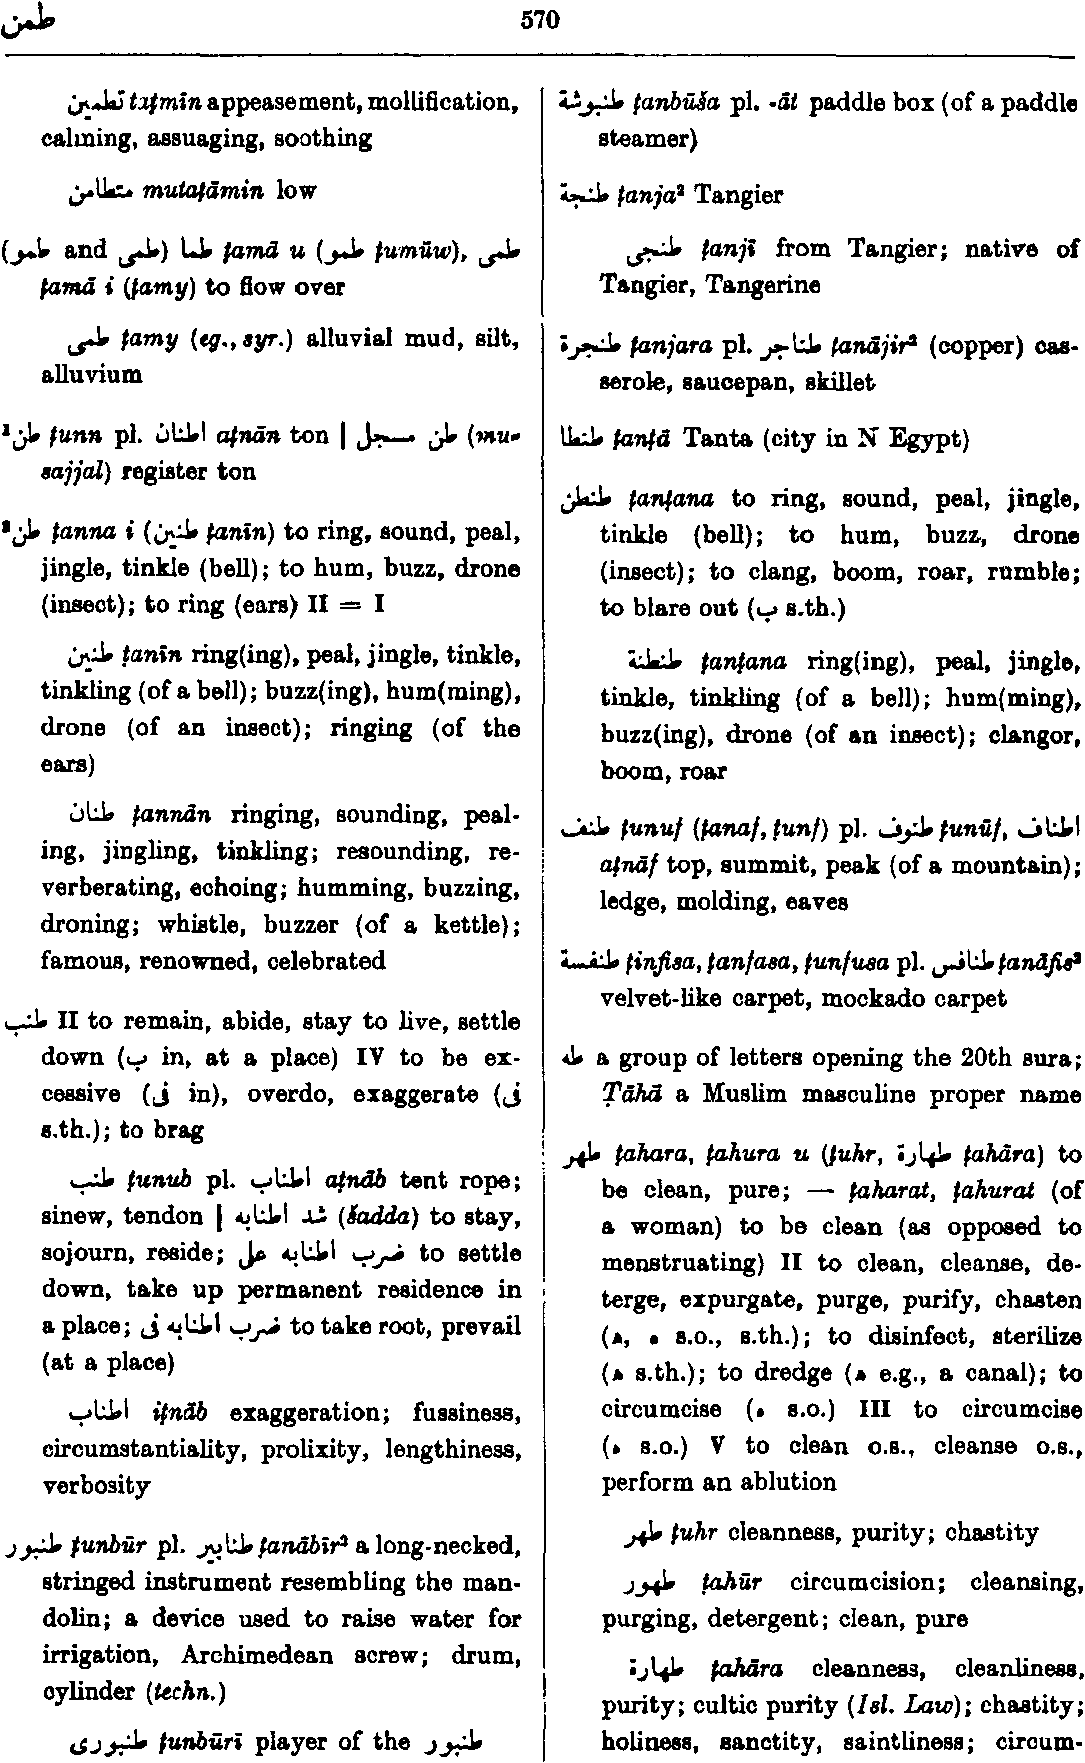 طمن
570
تطمين taṭmīn appeasement, mollification,
calming, assuaging, soothing
متطامن mutaṭāmin low
(طمو and طمى) طما ṭamā u (طمو ṭumūw), طمى
ṭamā i (ṭamy) to flow over
طمى ṭamy (eg., syr.) alluvial mud, silt,
alluvium
¹طن ṭunn pl. اطنان aṭnān ton | طن مسجل (mu-
sajjal) register ton
²طن ṭanna i (طنين ṭanīn) to ring, sound, peal,
jingle, tinkle (bell); to hum, buzz, drone
(insect); to ring (ears) II = I
طنين ṭanīn ring(ing), peal, jingle, tinkle,
tinkling (of a bell); buzz(ing), hum(ming),
drone (of an insect); ringing (of the
ears)
طنان ṭannān ringing, sounding, peal-
ing, jingling, tinkling; resounding, re-
verberating, echoing; humming, buzzing,
droning; whistle, buzzer (of a kettle);
famous, renowned, celebrated
طنب II to remain, abide, stay to live, settle
down (ب in, at a place) IV to be ex-
cessive (فى in), overdo, exaggerate (فى
s.th.); to brag
طنب ṭunub pl. اطناب aṭnāb tent rope;
sinew, tendon | شد اطنابه (šadda) to stay,
sojourn, reside; ضرب اطنابه على to settle
down, take up permanent residence in
a place; ضرب اطنابه فى to take root, prevail
(at a place)
اطناب iṭnāb exaggeration; fussiness,
circumstantiality, prolixity, lengthiness,
verbosity
طنبور ṭunbūr pl. طنابير ṭanābīr² a long-necked,
stringed instrument resembling the man-
dolin; a device used to raise water for
irrigation, Archimedean screw; drum,
cylinder (techn.)
طنبورى ṭunbūrī player of the طنبور
طنبوشة ṭanbūša pl. -āt paddle box (of a paddle
steamer)
طنجة ṭanja² Tangier
طنجى ṭanjī from Tangier; native of
Tangier, Tangerine
طنجرة ṭanjara pl. طناجر ṭanājir² (copper) cas-
serole, saucepan, skillet
طنطا ṭanṭā Tanta (city in N Egypt)
طنطن ṭanṭana to ring, sound, peal, jingle,
tinkle (bell); to hum, buzz, drone
(insect); to clang, boom, roar, rumble;
to blare out (ب s.th.)
طنطنة ṭanṭana ring(ing), peal, jingle,
tinkle, tinkling (of a bell); hum(ming),
buzz(ing), drone (of an insect); clangor,
boom, roar
طنف ṭunuf (ṭanaf, ṭunf) pl. طنوف ṭunūf, اطناف
aṭnāf top, summit, peak (of a mountain);
ledge, molding, eaves
طنفسة ṭinfisa, ṭanfasa, ṭunfusa pl. طنافس ṭanāfis²
velvet-like carpet, mockado carpet
طه a group of letters opening the 20th sura;
Ṭāhā a Muslim masculine proper name
طهر ṭahara, ṭahura u (ṭuhr, طهارة ṭahāra) to
be clean, pure; — ṭaharat, ṭahurat (of
a woman) to be clean (as opposed to
menstruating) II to clean, cleanse, de-
terge, expurgate, purge, purify, chasten
(ه, ه s.o., s.th.); to disinfect, sterilize
(ه s.th.); to dredge (ه e.g., a canal); to
circumcise (ه s.o.) III to circumcise
(ه s.o.) V to clean o.s., cleanse o.s.,
perform an ablution
طهر ṭuhr cleanness, purity; chastity
طهور ṭahūr circumcision; cleansing,
purging, detergent; clean, pure
طهارة ṭahāra cleanness, cleanliness,
purity; cultic purity (Isl. Law); chastity;
holiness, sanctity, saintliness; circum-